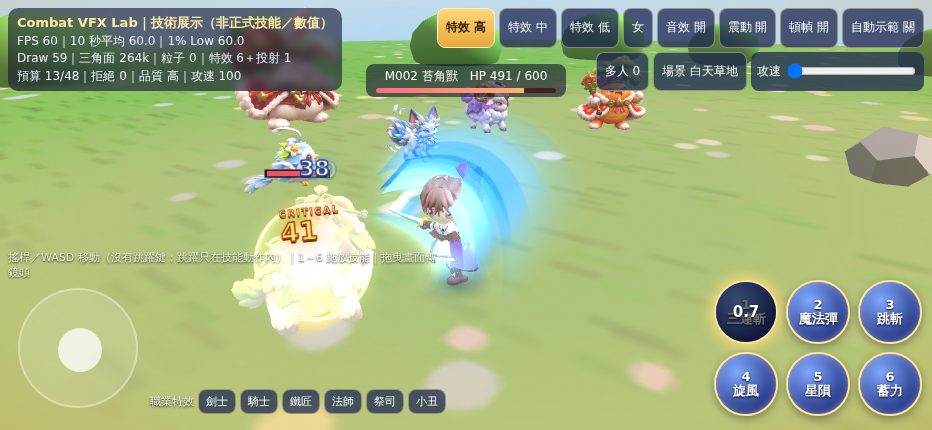 Combat VFX Lab｜技術展示（非正式技能／數值）
FPS 60｜10 秒平均 60.0｜1% Low 60.0
Draw 59｜三角面 264k｜粒子 0｜特效 6＋投射 1
預算 13/48｜拒絕 0｜品質 高｜攻速 100
特效 高
特效 中
特效 低
女
音效 開
震動 開
頓幀 開
自動示範 關
多人 0
場景 白天草地
攻速
M002 苔角獸 HP 491 / 600
38
CRITICAL
41
搖桿／WASD 移動（沒有跳躍鍵；跳躍只在技能動作內）｜1～6 施放技能｜拖曳畫面轉
鏡頭
1
三連斬
0.7
2
魔法彈
3
跳斬
4
旋風
5
星隕
6
蓄力
職業特效
劍士
騎士
鐵匠
法師
祭司
小丑